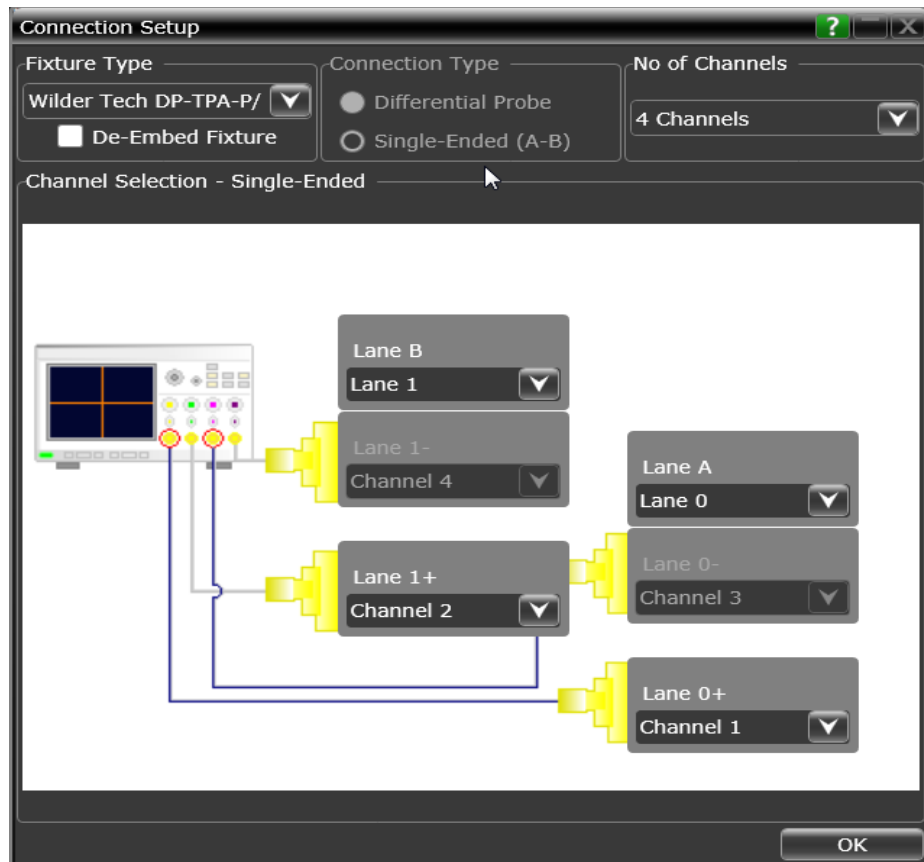 Connection Setup
?
Fixture Type
Wilder Tech DP-TPA-P/
De-Embed Fixture
Connection Type
Differential Probe
Single-Ended (A-B)
No of Channels
4 Channels
Channel Selection - Single-Ended
Lane B
Lane 1
Lane 1-
Channel 4
Lane A
Lane 0
Lane 0-
Channel 3
Lane 1+
Channel 2
Lane 0+
Channel 1
OK